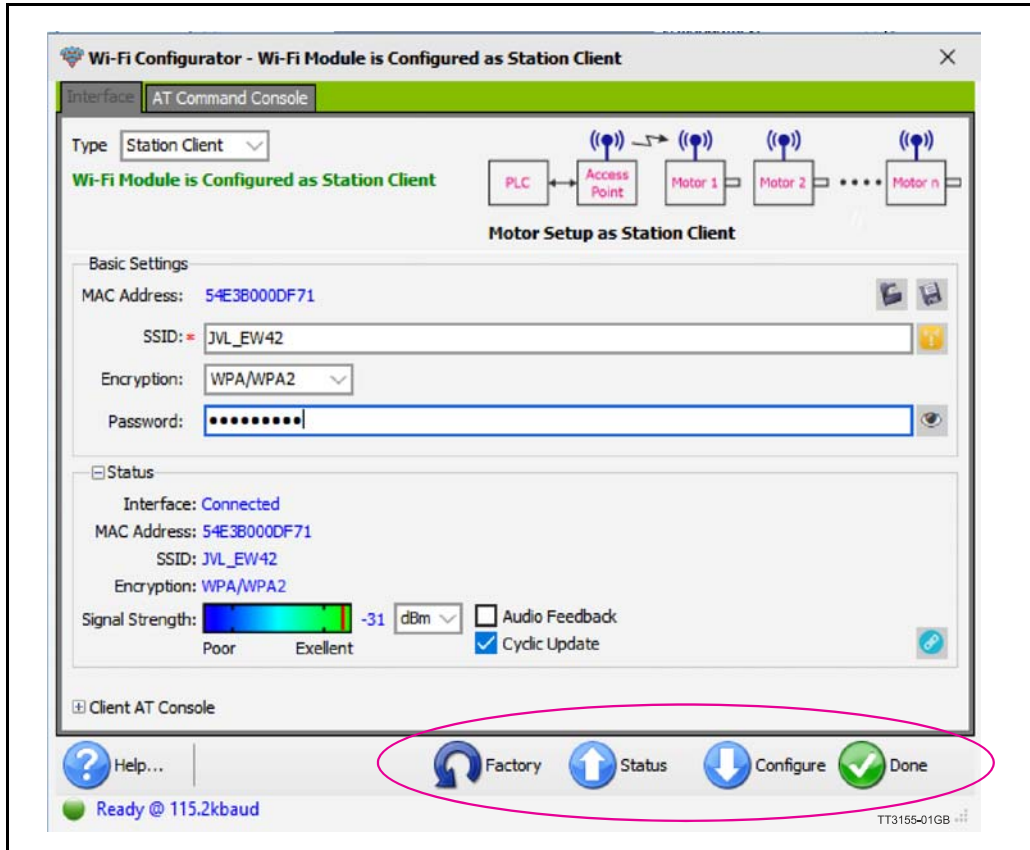 Wi-Fi Configurator - Wi-Fi Module is Configured as Station Client
Interface AT Command Console
Type Station Client
Wi-Fi Module is Configured as Station Client
PLC Access Point Motor 1 Motor 2 Motor n
Motor Setup as Station Client
Basic Settings
MAC Address: 54E3B000DF71
SSID:* JVL_EW42
Encryption: WPA/WPA2
Password: •••••••••
Status
Interface: Connected
MAC Address: 54E3B000DF71
SSID: JVL_EW42
Encryption: WPA/WPA2
Signal Strength: -31 dBm Audio Feedback
Poor Exellent Cyclic Update
Client AT Console
Help... Factory Status Configure Done
Ready @ 115.2kbaud
TT3155-01GB